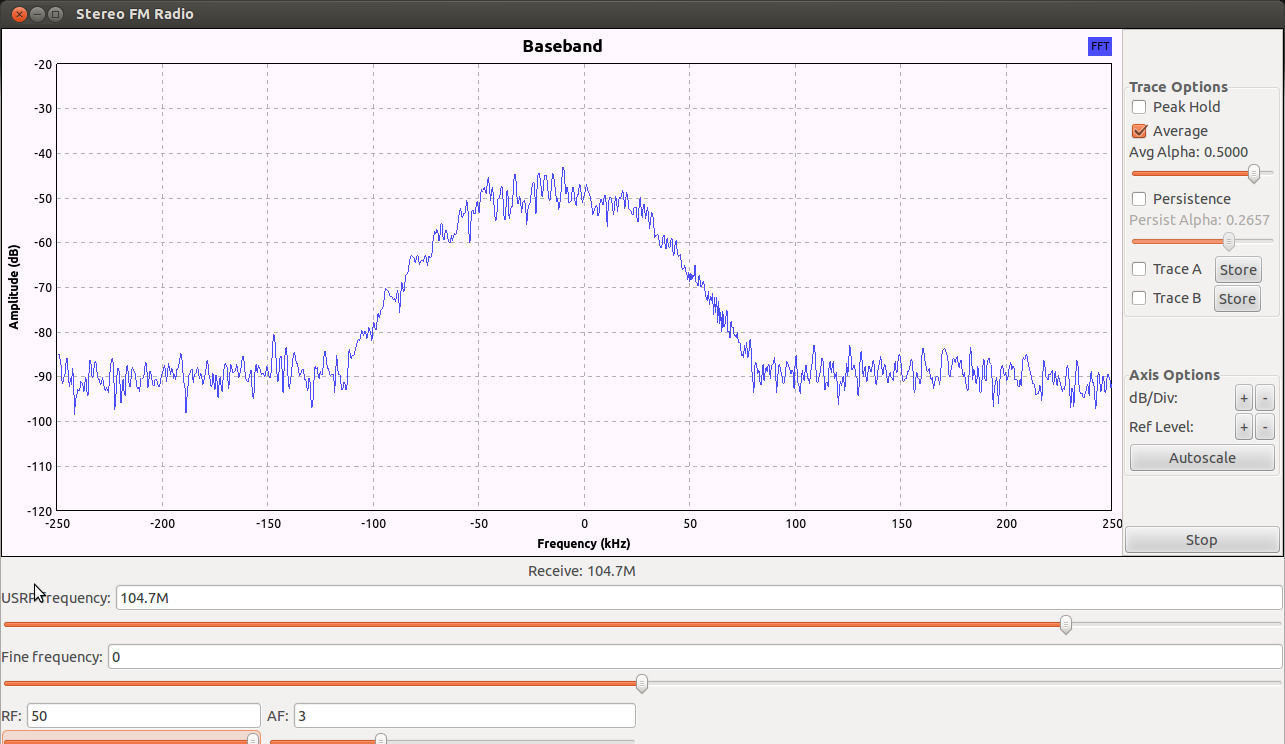 Stereo FM Radio
Baseband
FFT
-20
-30
-40
-50
-60
-70
-80
-90
-100
-110
-120
Amplitude (dB)
-250 -200 -150 -100 -50 0 50 100 150 200 250
Frequency (kHz)
Trace Options
Peak Hold
Average
Avg Alpha: 0.5000
Persistence
Persist Alpha: 0.2657
Trace A Store
Trace B Store
Axis Options
dB/Div: + -
Ref Level: + -
Autoscale
Stop
Receive: 104.7M
USRP frequency: 104.7M
Fine frequency: 0
RF: 50 AF: 3